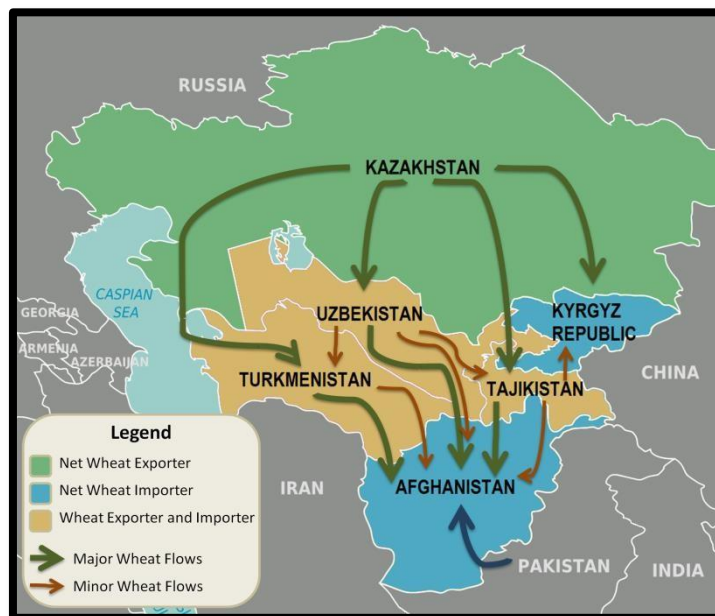 RUSSIA
KAZAKHSTAN
CASPIAN
SEA
GEORGIA
ARMENJA
AZERBAIJAN
UZBEKISTAN
KYRGYZ
REPUBLIC
CHINA
TURKMENISTAN
TAJIKISTAN
Legend
Net Wheat Exporter
Net Wheat Importer
Wheat Exporter and Importer
Major Wheat Flows
Minor Wheat Flows
IRAN
AFGHANISTAN
PAKISTAN
INDIA